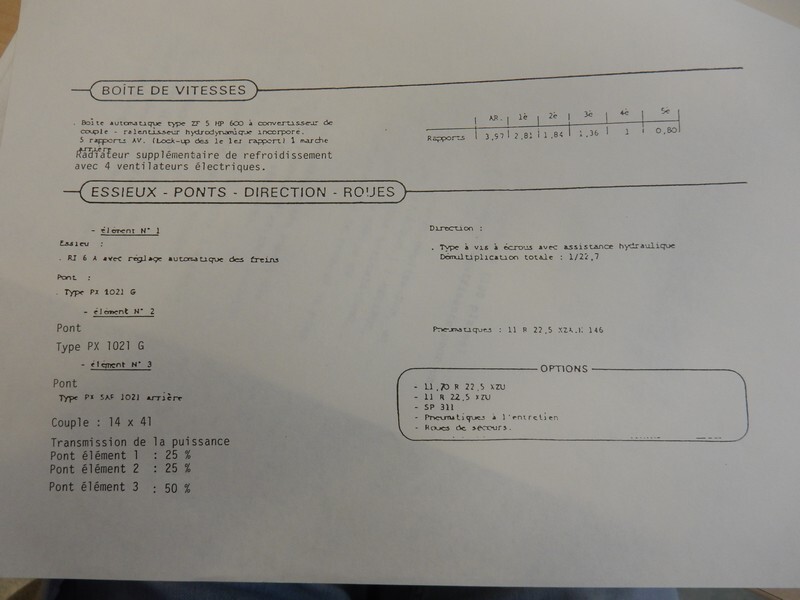 BOÎTE DE VITESSES
. Boîte automatique type ZF 5 HP 600 à convertisseur de
couple - ralentisseur hydrodynamique incorporé.
5 rapports AV. (Lock-up dès le 1er rapport) 1 marche
arrière
Radiateur supplémentaire de refroidissement
avec 4 ventilateurs électriques.
AR. 1è 2è 3è 4è 5è
Rapports 3,97 2,81 1,84 1,36 1 0,80
ESSIEUX - PONTS - DIRECTION - ROUES
- élément N° 1
Essieu :
. RI 6 A avec réglage automatique des freins
Pont :
. Type PX 1021 G
- élément N° 2
Pont
Type PX 1021 G
- élément N° 3
Pont
Type PX SAF 1021 arrière
Couple : 14 x 41
Transmission de la puissance
Pont élément 1 : 25 %
Pont élément 2 : 25 %
Pont élément 3 : 50 %
Direction :
. Type à vis à écrous avec assistance hydraulique
Démultiplication totale : 1/22,7
Pneumatiques : 11 R 22,5 146
OPTIONS
- 11,70 R 22,5 XZU
- 11 R 22,5 XZU
- SP 311
- Pneumatiques à l'entretien
- Roues de secours.